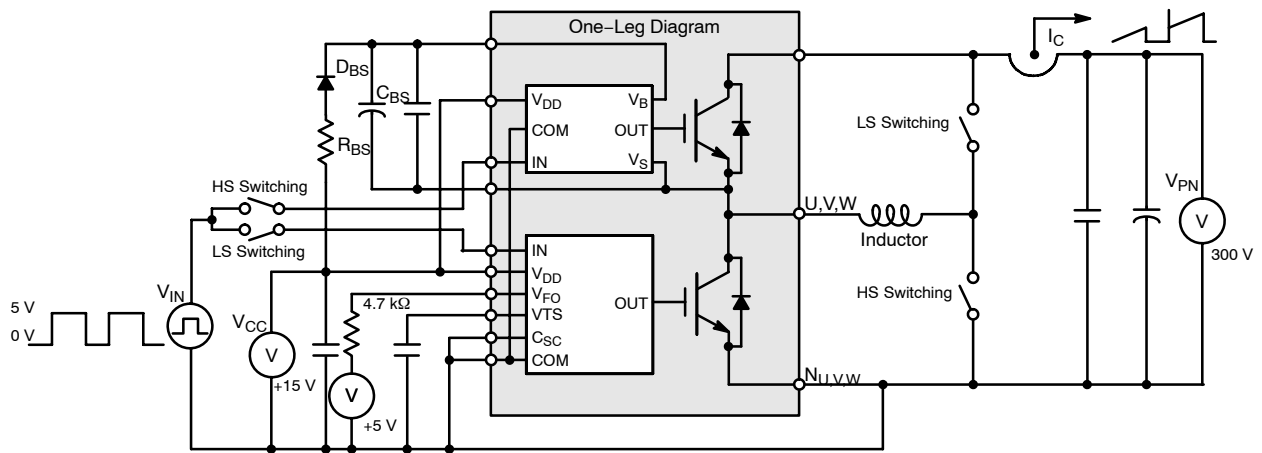 One–Leg Diagram
I_C
D_BS
C_BS
R_BS
V_DD
COM
IN
V_B
OUT
V_S
LS Switching
HS Switching
LS Switching
U,V,W
Inductor
V_PN
V
300 V
HS Switching
IN
V_DD
V_FO
VTS
C_SC
COM
OUT
4.7 kΩ
5 V
0 V
V_IN
V_CC
V
+15 V
V
+5 V
N_U,V,W